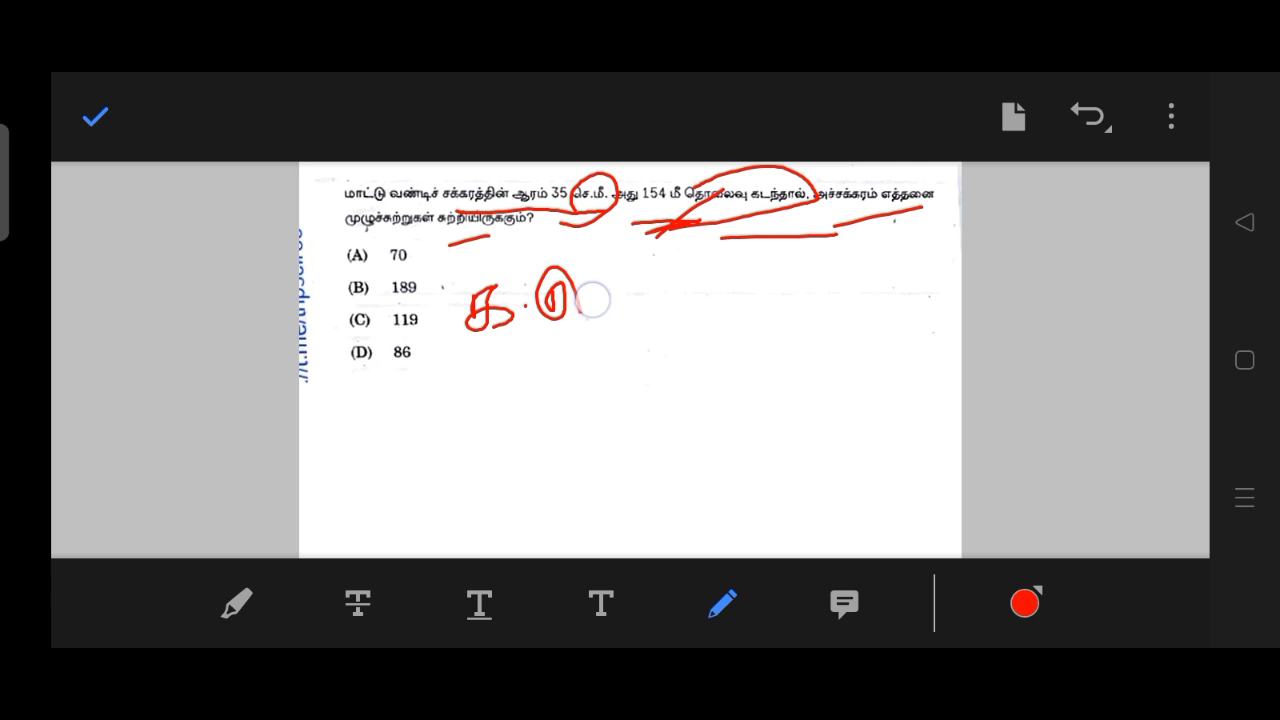 மாட்டு வண்டிச் சக்கரத்தின் ஆரம் 35 செ.மீ. அது 154 மீ தொலைவு கடந்தால், அச்சக்கரம் எத்தனை
முழுச்சுற்றுகள் சுற்றியிருக்கும்?
(A) 70
(B) 189
(C) 119
(D) 86
க.